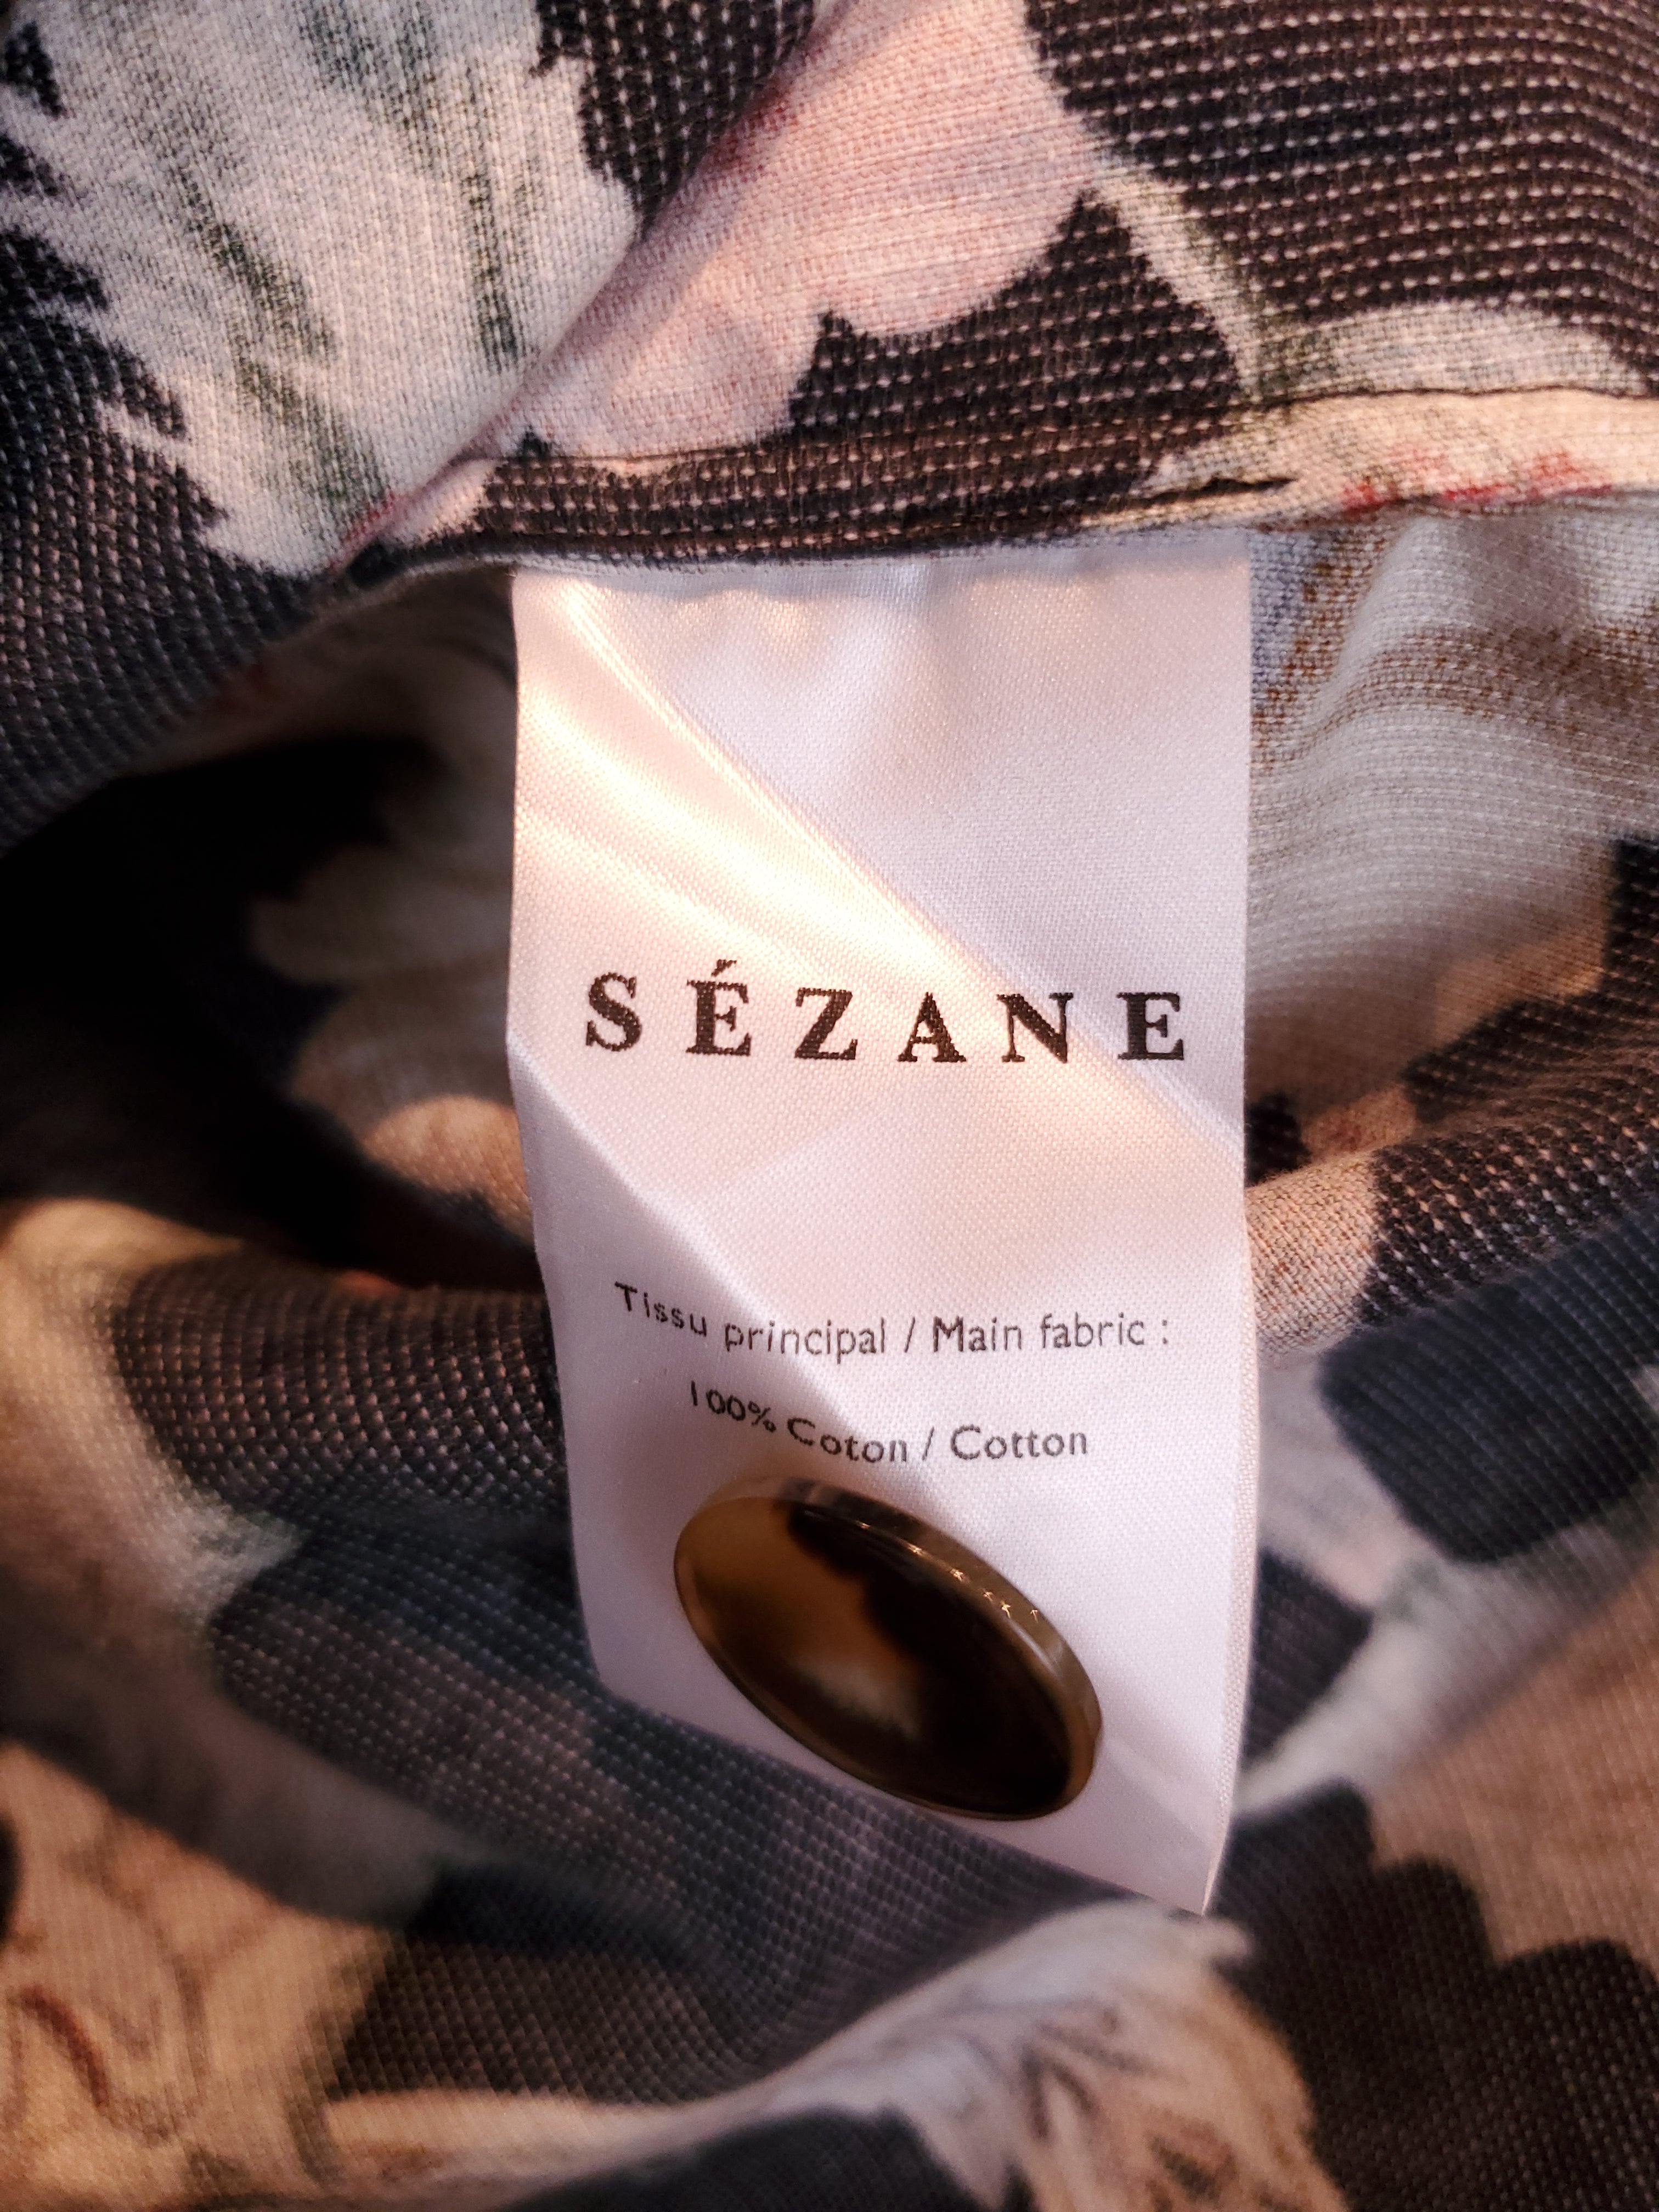 SÉZANE
Tissu principal / Main fabric :
100% Coton / Cotton